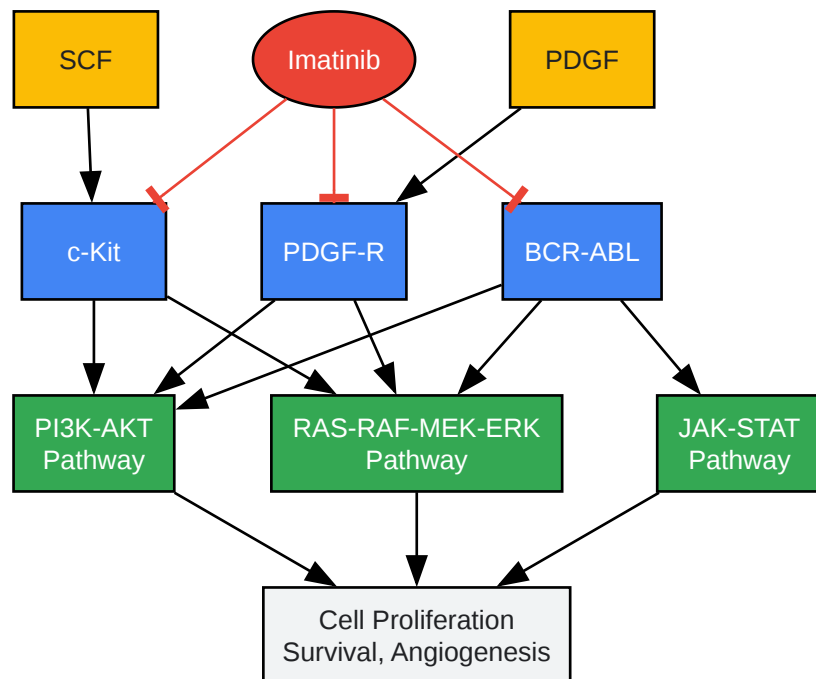 SCF
Imatinib
PDGF
c-Kit
PDGF-R
BCR-ABL
PI3K-AKT
Pathway
RAS-RAF-MEK-ERK
Pathway
JAK-STAT
Pathway
Cell Proliferation
Survival, Angiogenesis